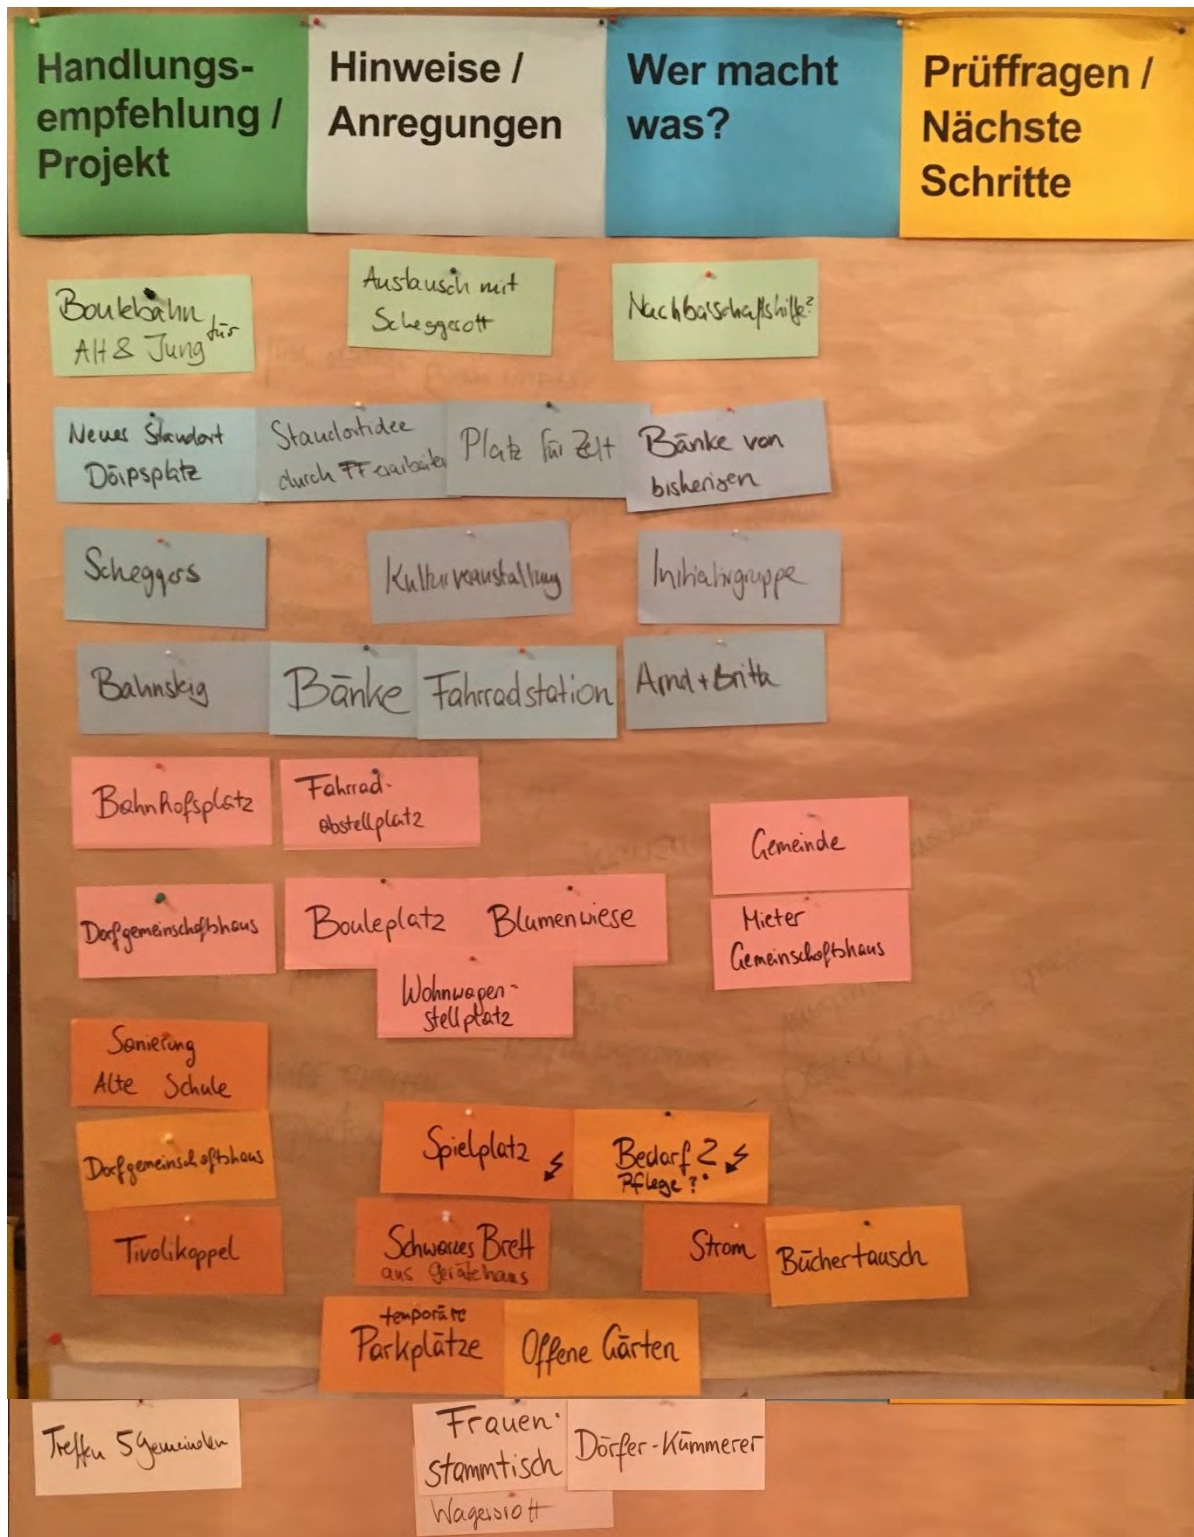 Handlungs-
empfehlung /
Projekt
Hinweise /
Anregungen
Wer macht
was?
Prüffragen /
Nächste
Schritte
Boulebahn
für
Alt & Jung
Austausch mit
Scheggerott
Nachbarschaftshilfe?
Neuer Standort
Dörpsplatz
Standortidee
durch FF erarbeiten
Platz für Zelt
Bänke von
bisherigen
Scheggers
Kulturveranstaltung
Initiativgruppe
Bahnsteig
Bänke
Fahrradstation
Arnd + Britta
Bahnhofsplatz
Fahrrad-
abstellplatz
Gemeinde
Dorfgemeinschaftshaus
Bouleplatz
Blumenwiese
Mieter
Gemeinschaftshaus
Wohnwagen-
stellplatz
Sanierung
Alte Schule
Dorfgemeinschaftshaus
Spielplatz
Bedarf?
Pflege?
Tivolikoppel
Schwarzes Brett
aus Gerätehaus
Strom
Büchertausch
temporäre
Parkplätze
Offene Gärten
Treffen 5 Gemeinden
Frauen-
stammtisch
Wagersrott
Dörfer-Kümmerer